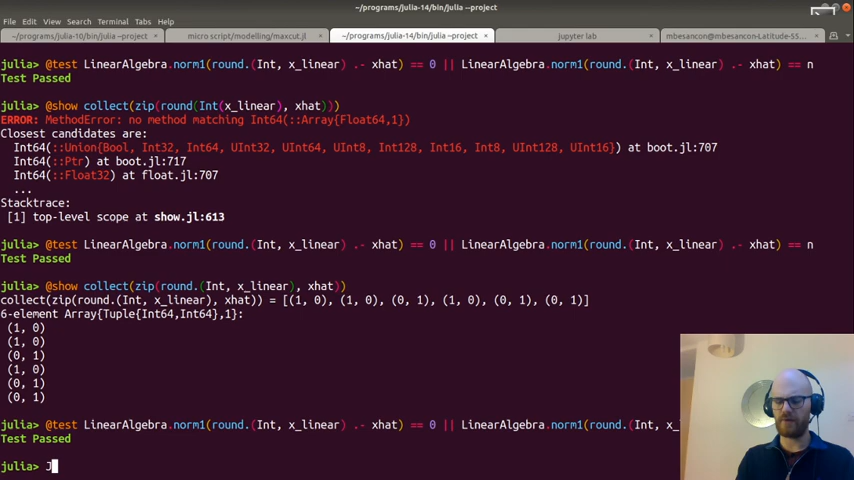 ~/programs/julia-14/bin/julia --project
File Edit View Search Terminal Tabs Help
~/programs/julia-10/bin/julia --project × micro script/modelling/maxcut.jl × ~/programs/julia-14/bin/julia --project × jupyter lab × mbesancon@mbesancon-Latitude-55... ×
julia> @test LinearAlgebra.norm1(round.(Int, x_linear) .- xhat) == 0 || LinearAlgebra.norm1(round.(Int, x_linear) .- xhat) == n
Test Passed
julia> @show collect(zip(round(Int(x_linear), xhat)))
ERROR: MethodError: no method matching Int64(::Array{Float64,1})
Closest candidates are:
Int64(::Union{Bool, Int32, Int64, UInt32, UInt64, UInt8, Int128, Int16, Int8, UInt128, UInt16}) at boot.jl:707
Int64(::Ptr) at boot.jl:717
Int64(::Float32) at float.jl:707
...
Stacktrace:
[1] top-level scope at show.jl:613
julia> @test LinearAlgebra.norm1(round.(Int, x_linear) .- xhat) == 0 || LinearAlgebra.norm1(round.(Int, x_linear) .- xhat) == n
Test Passed
julia> @show collect(zip(round.(Int, x_linear), xhat))
collect(zip(round.(Int, x_linear), xhat)) = [(1, 0), (1, 0), (0, 1), (1, 0), (0, 1), (0, 1)]
6-element Array{Tuple{Int64,Int64},1}:
(1, 0)
(1, 0)
(0, 1)
(1, 0)
(0, 1)
(0, 1)
julia> @test LinearAlgebra.norm1(round.(Int, x_linear) .- xhat) == 0 || LinearAlgebra.norm1(round.(Int, x_
Test Passed
julia> J